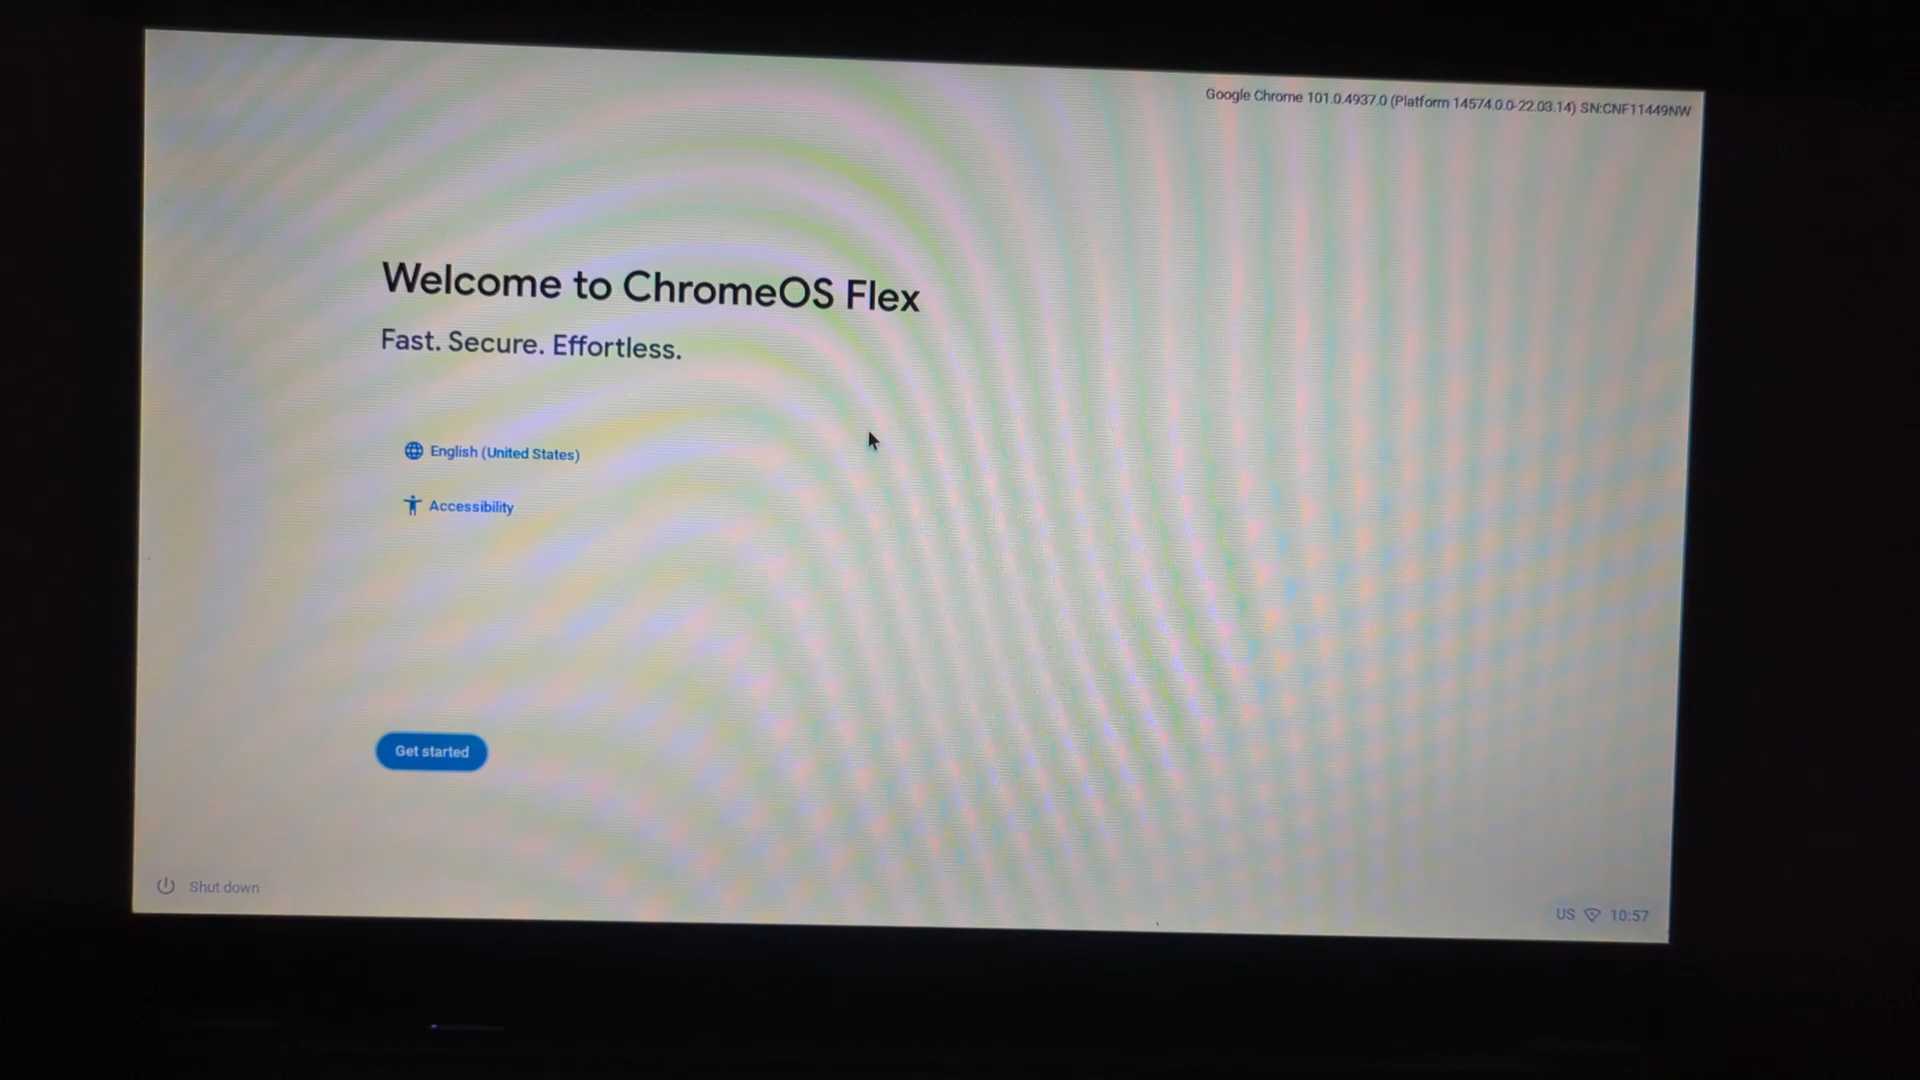 Google Chrome 101.0.4937.0 (Platform 14574.0.0-22.03.14) SN:CNF11449NW
Welcome to ChromeOS Flex
Fast. Secure. Effortless.
English (United States)
Accessibility
Get started
Shut down
US 10:57